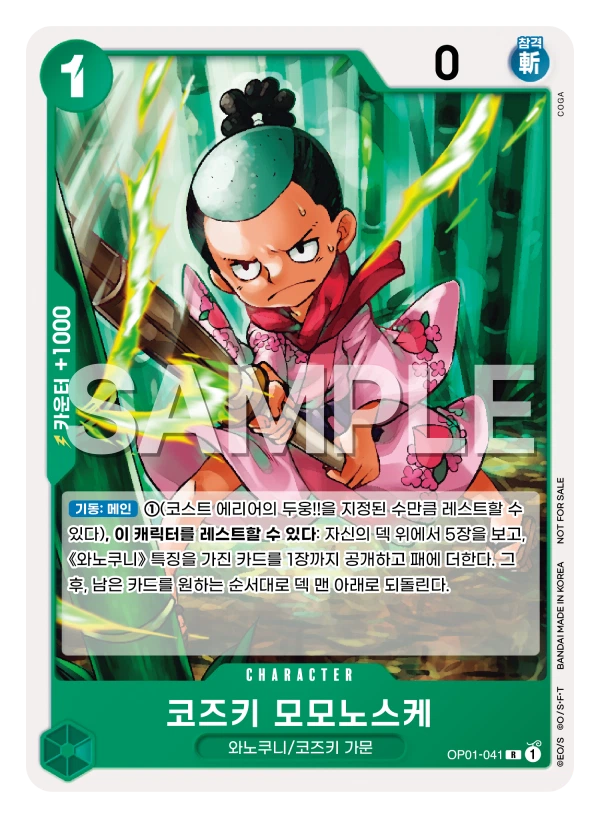 1
0
참격
斬
COGA
카운터 +1000
SAMPLE
기동: 메인 ①(코스트 에리어의 두웅!!을 지정된 수만큼 레스트할 수
있다), 이 캐릭터를 레스트할 수 있다: 자신의 덱 위에서 5장을 보고,
《와노쿠니》 특징을 가진 카드를 1장까지 공개하고 패에 더한다. 그
후, 남은 카드를 원하는 순서대로 덱 맨 아래로 되돌린다.
CHARACTER
코즈키 모모노스케
와노쿠니/코즈키 가문
OP01-041 R 1
©EO/S ©O/S·F·T BANDAI MADE IN KOREA NOT FOR SALE